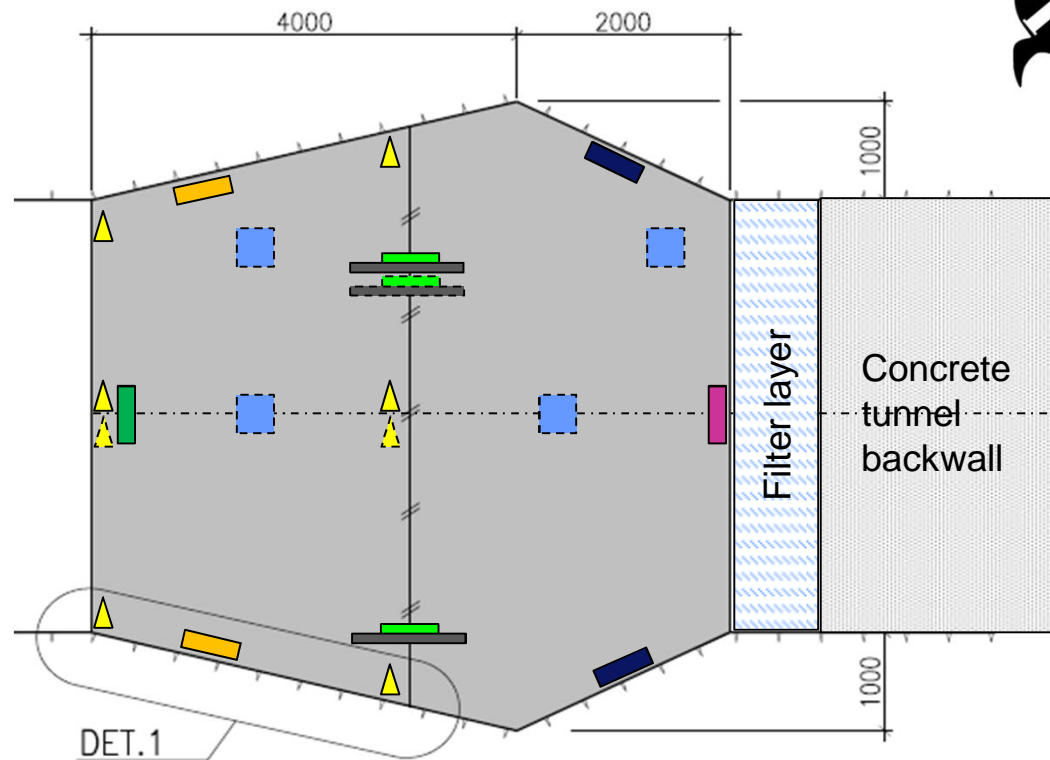 4000
2000
1000
Filter layer
Concrete
tunnel
backwall
1000
DET.1